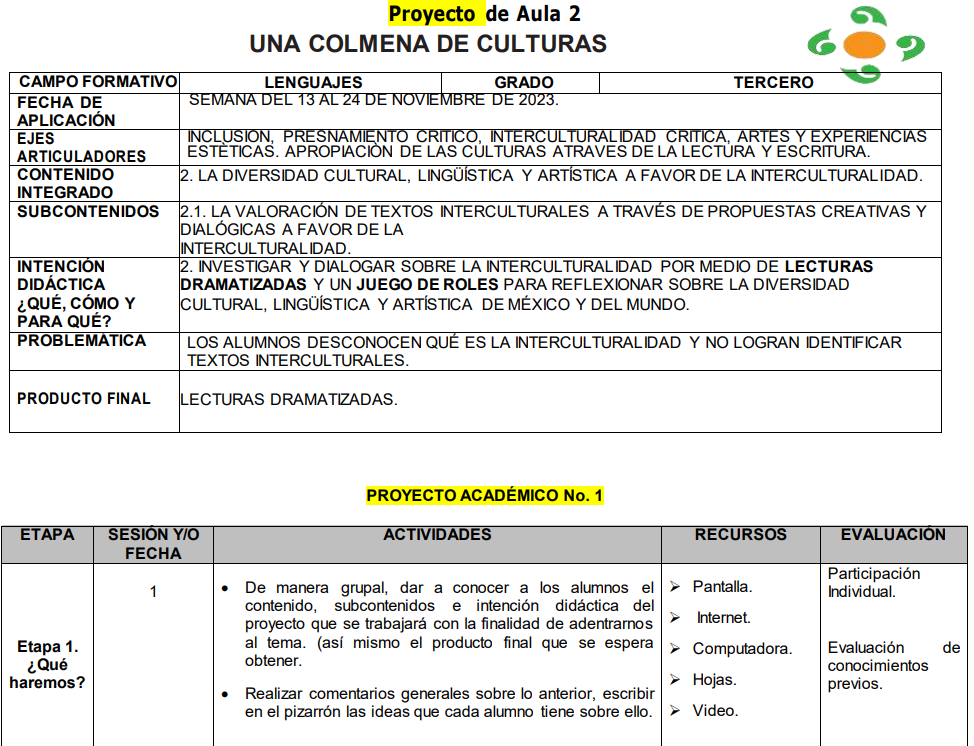 Proyecto de Aula 2
UNA COLMENA DE CULTURAS
CAMPO FORMATIVO LENGUAJES GRADO TERCERO
FECHA DE
APLICACIÓN
SEMANA DEL 13 AL 24 DE NOVIEMBRE DE 2023.
EJES
ARTICULADORES
INCLUSION, PRESNAMIENTO CRITICO, INTERCULTURALIDAD CRITICA, ARTES Y EXPERIENCIAS
ESTÉTICAS. APROPIACIÓN DE LAS CULTURAS ATRAVES DE LA LECTURA Y ESCRITURA.
CONTENIDO
INTEGRADO
2. LA DIVERSIDAD CULTURAL, LINGÜÍSTICA Y ARTÍSTICA A FAVOR DE LA INTERCULTURALIDAD.
SUBCONTENIDOS
2.1. LA VALORACIÓN DE TEXTOS INTERCULTURALES A TRAVÉS DE PROPUESTAS CREATIVAS Y
DIALÓGICAS A FAVOR DE LA
INTERCULTURALIDAD.
INTENCIÓN
DIDÁCTICA
¿QUÉ, CÓMO Y
PARA QUÉ?
2. INVESTIGAR Y DIALOGAR SOBRE LA INTERCULTURALIDAD POR MEDIO DE LECTURAS
DRAMATIZADAS Y UN JUEGO DE ROLES PARA REFLEXIONAR SOBRE LA DIVERSIDAD
CULTURAL, LINGÜÍSTICA Y ARTÍSTICA DE MÉXICO Y DEL MUNDO.
PROBLEMÁTICA
LOS ALUMNOS DESCONOCEN QUÉ ES LA INTERCULTURALIDAD Y NO LOGRAN IDENTIFICAR
TEXTOS INTERCULTURALES.
PRODUCTO FINAL
LECTURAS DRAMATIZADAS.
PROYECTO ACADÉMICO No. 1
ETAPA
SESIÓN Y/O
FECHA
ACTIVIDADES
RECURSOS
EVALUACIÓN
Etapa 1.
¿Qué
haremos?
1
• De manera grupal, dar a conocer a los alumnos el
contenido, subcontenidos e intención didáctica del
proyecto que se trabajará con la finalidad de adentrarnos
al tema. (así mismo el producto final que se espera
obtener.
• Realizar comentarios generales sobre lo anterior, escribir
en el pizarrón las ideas que cada alumno tiene sobre ello.
➢ Pantalla.
➢ Internet.
➢ Computadora.
➢ Hojas.
➢ Video.
Participación
Individual.
Evaluación de
conocimientos
previos.